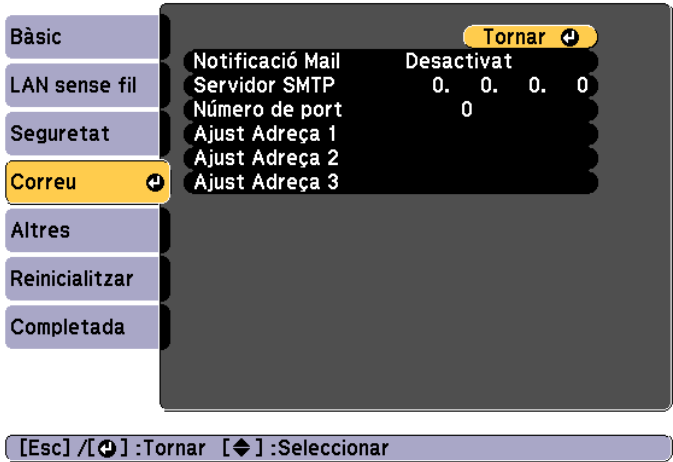 Bàsic
LAN sense fil
Seguretat
Correu
Altres
Reinicialitzar
Completada
Tornar
Notificació Mail Desactivat
Servidor SMTP 0. 0. 0. 0
Número de port 0
Ajust Adreça 1
Ajust Adreça 2
Ajust Adreça 3
[Esc] /[ ] :Tornar [ ] :Seleccionar